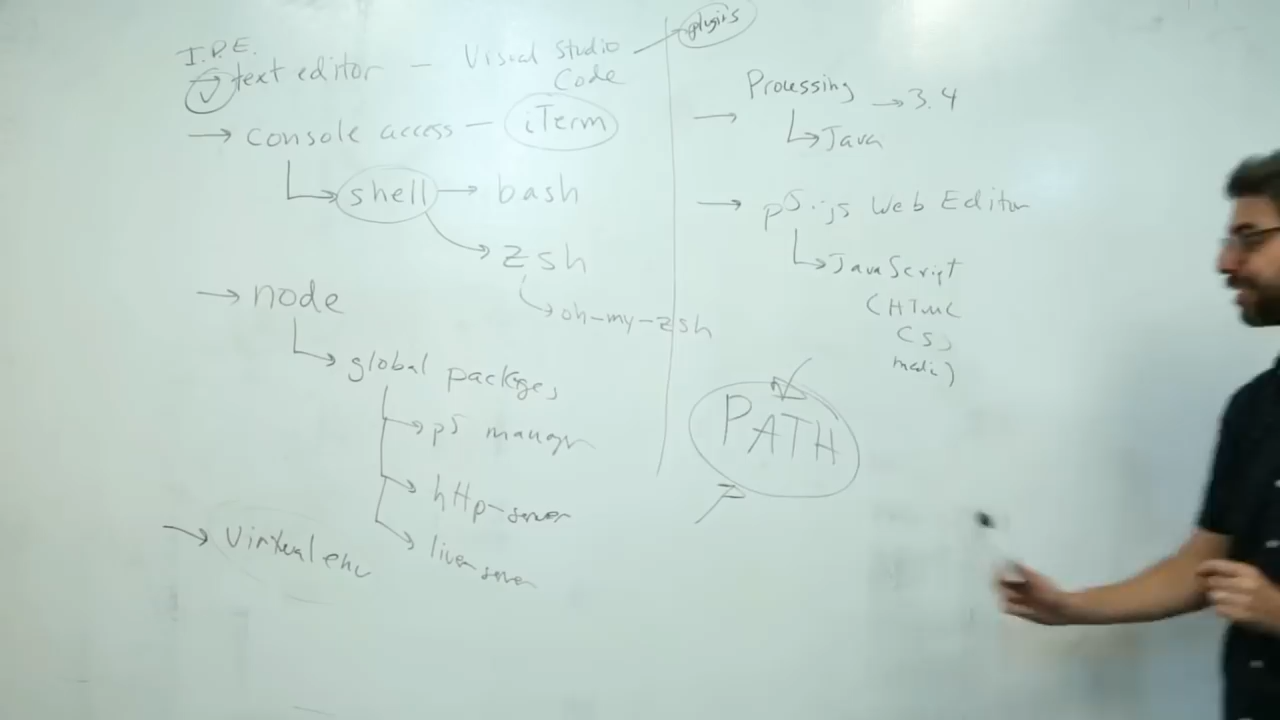 I.D.E.
text editor — Visual Studio
Code
plugins
→ console access — iTerm
shell → bash
zsh
oh-my-zsh
→ node
global packages
p5 manager
http-server
live server
→ Virtual env
→ Processing → 3.4
Java
→ p5.js Web Editor
JavaScript
(HTML
CSS
media)
PATH